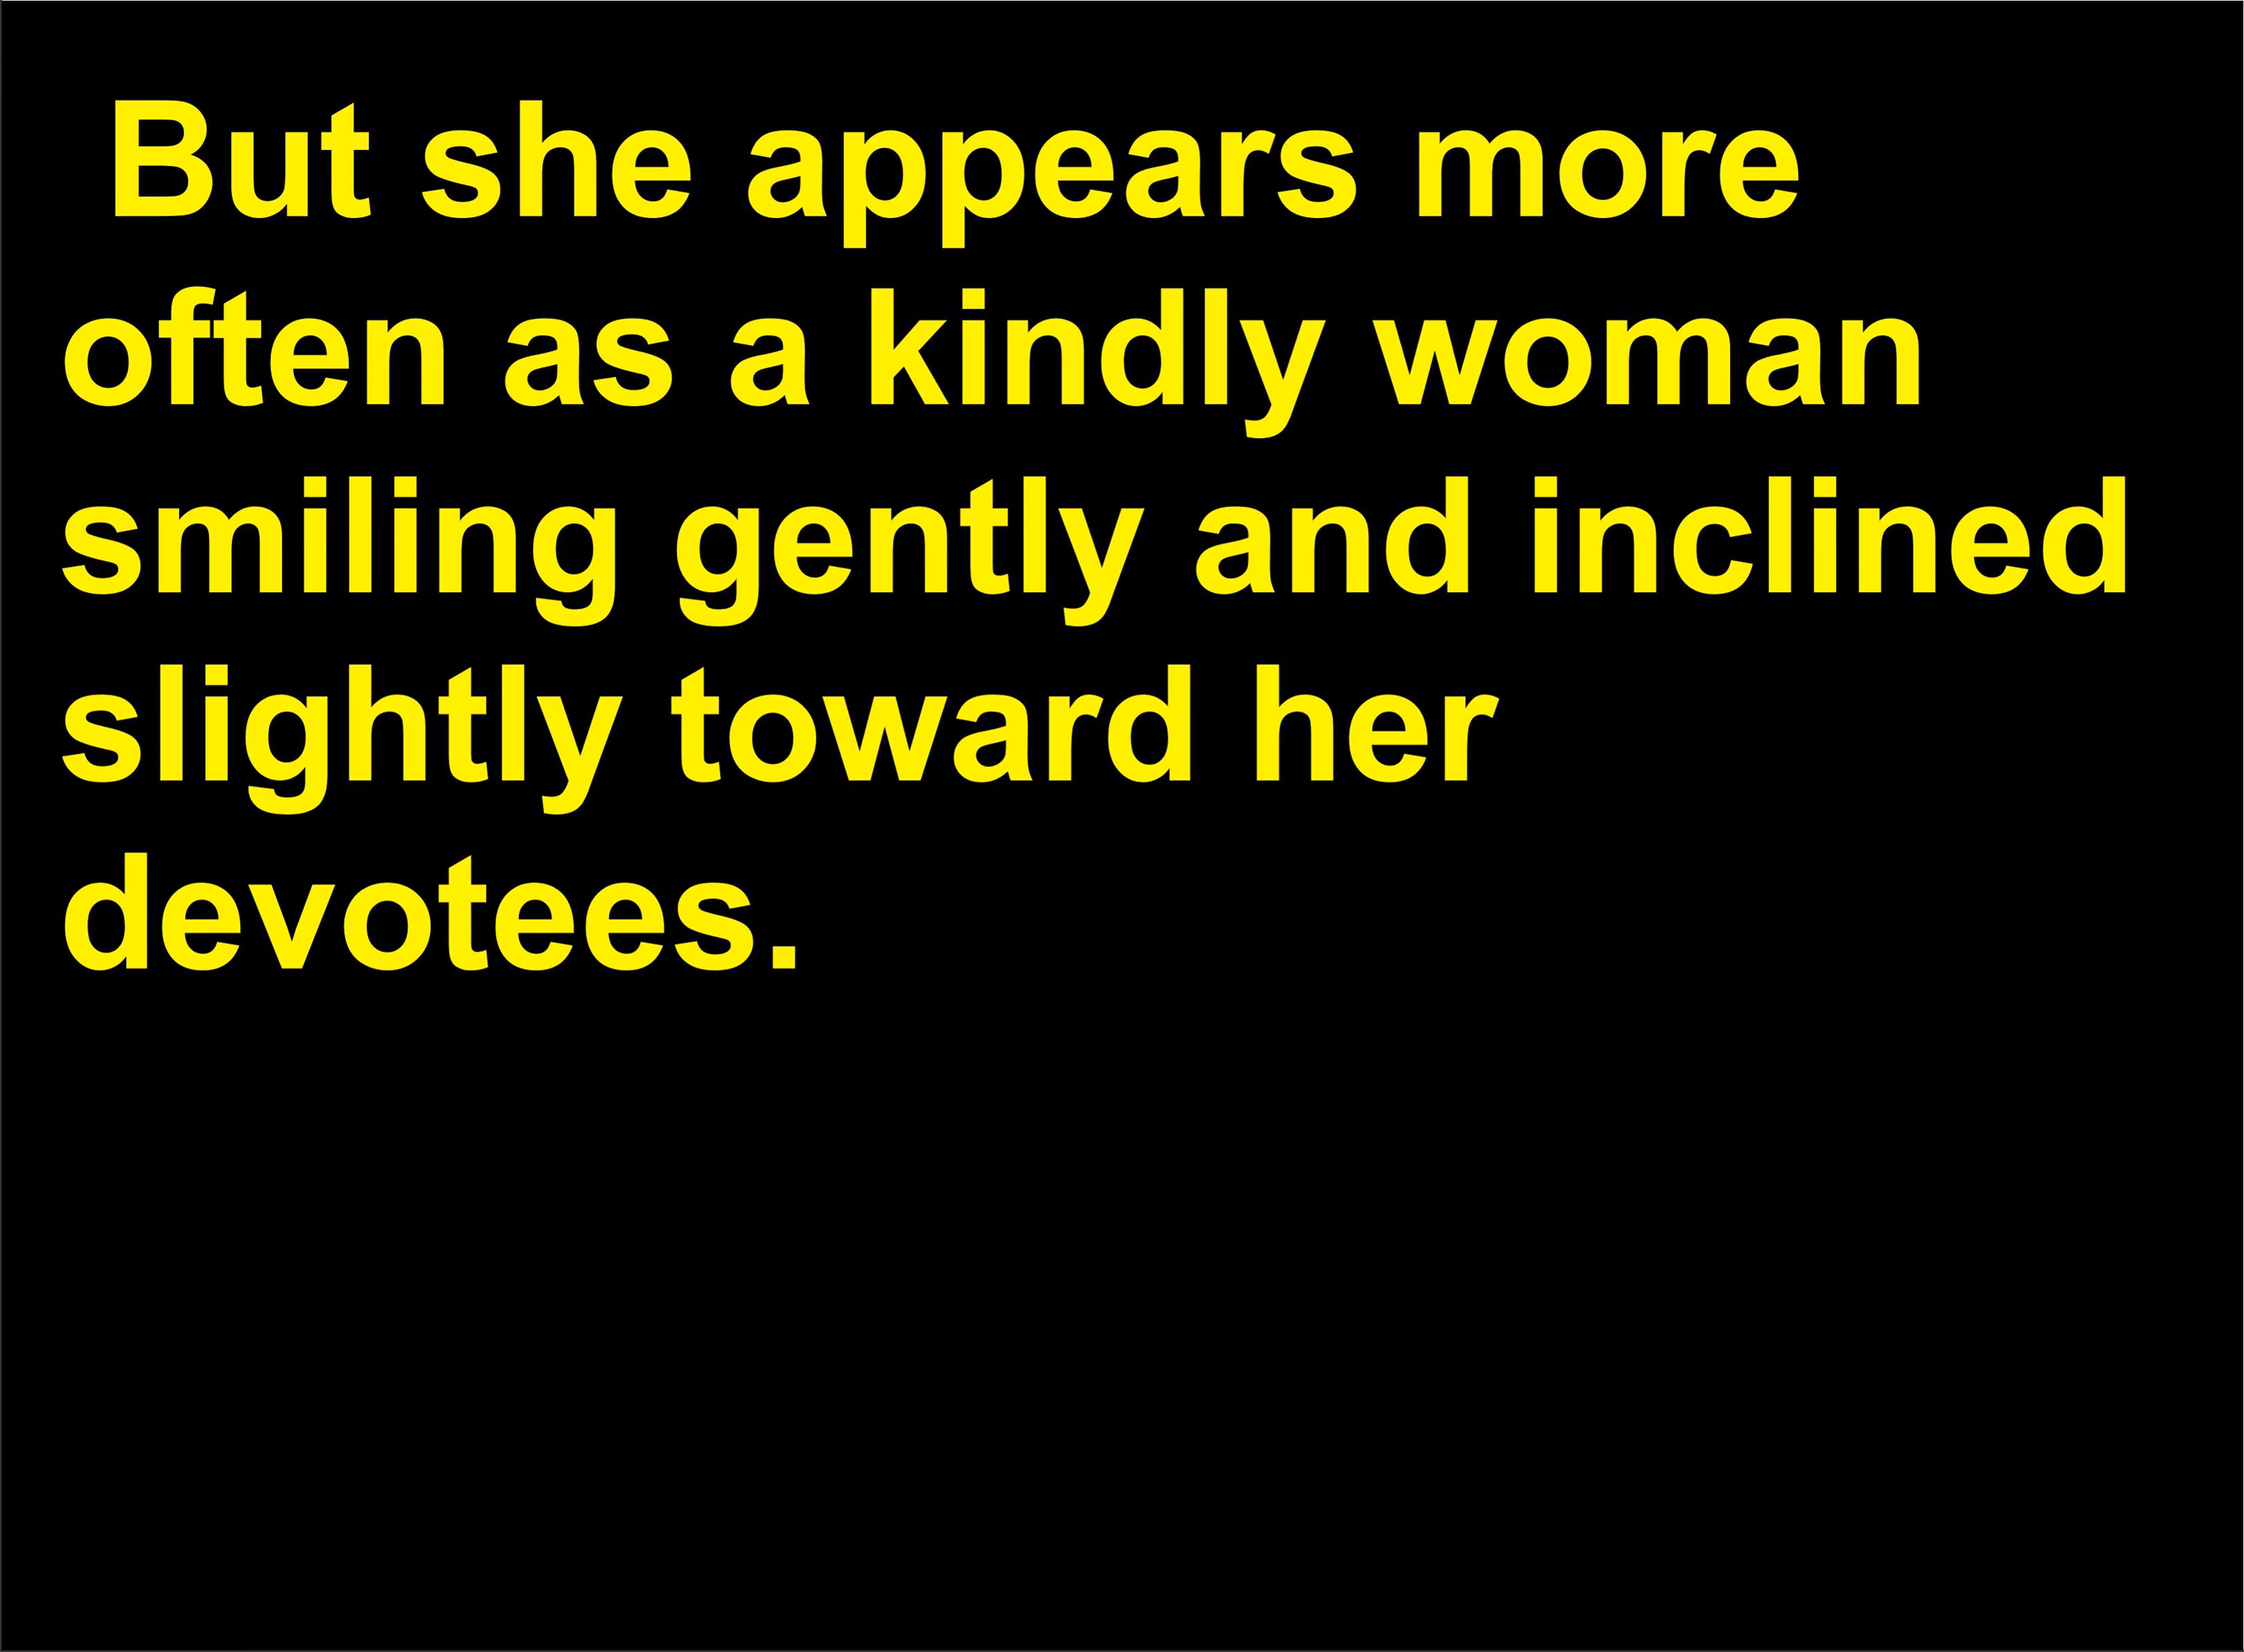 But she appears more
often as a kindly woman
smiling gently and inclined
slightly toward her
devotees.